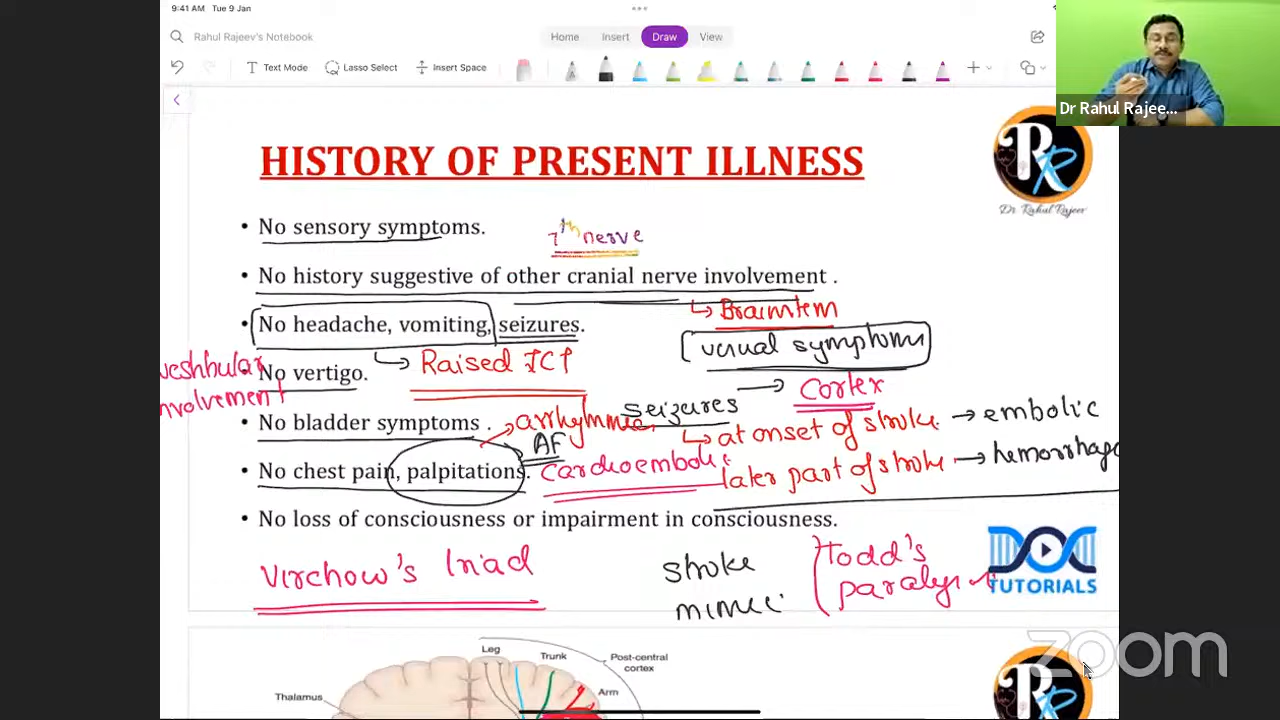 9:41 AM Tue 9 Jan
Rahul Rajeev's Notebook
Home Insert Draw View
Text Mode Lasso Select Insert Space
Dr Rahul Rajee...
HISTORY OF PRESENT ILLNESS
R R
Dr Rahul Rajeev
• No sensory symptoms.
7th nerve
• No history suggestive of other cranial nerve involvement .
Brainstem
• No headache, vomiting, seizures.
visual symptoms
Raised ICT
• No vertigo.
Cortex
seizures
• No bladder symptoms .
arrhythmia
at onset of stroke → embolic
AF
• No chest pain, palpitations.
cardioembolic
later part of stroke → hemorrhage
• No loss of consciousness or impairment in consciousness.
Virchow's triad
stroke
mimic
Todd's
paralysis
DOC
TUTORIALS
zoom
Leg
Trunk
Post-central
cortex
Thalamus
Arm
R R